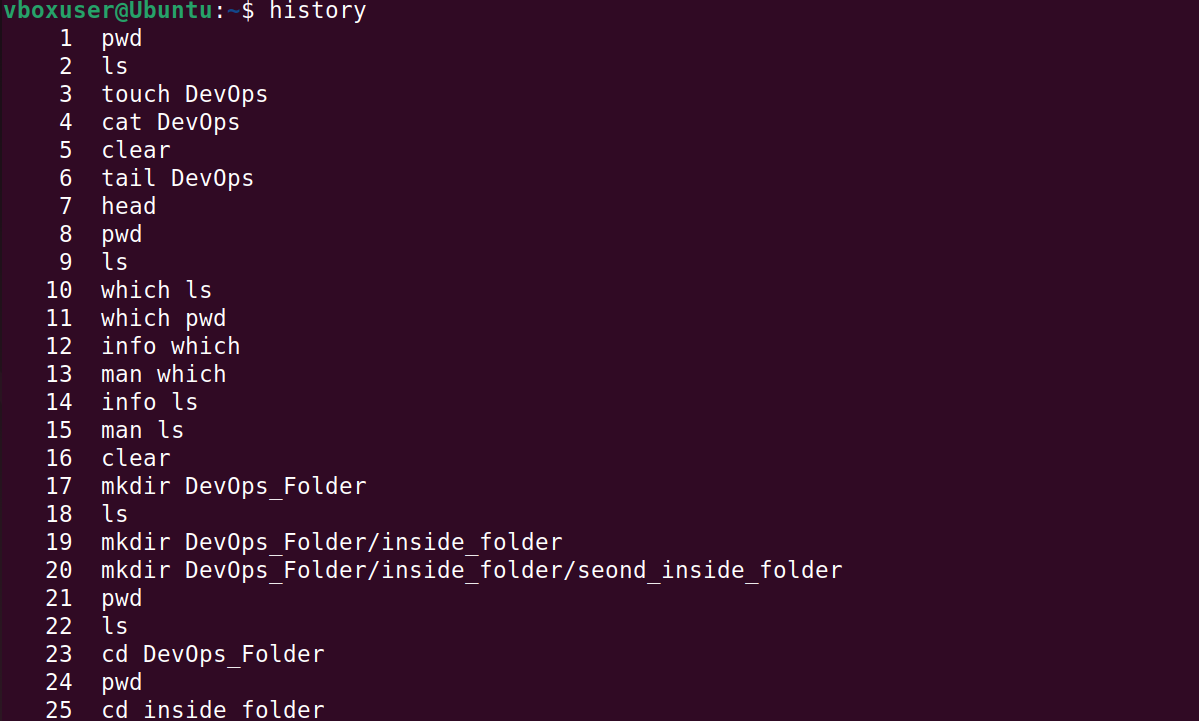 vboxuser@Ubuntu:~$ history
1 pwd
2 ls
3 touch DevOps
4 cat DevOps
5 clear
6 tail DevOps
7 head
8 pwd
9 ls
10 which ls
11 which pwd
12 info which
13 man which
14 info ls
15 man ls
16 clear
17 mkdir DevOps_Folder
18 ls
19 mkdir DevOps_Folder/inside_folder
20 mkdir DevOps_Folder/inside_folder/seond_inside_folder
21 pwd
22 ls
23 cd DevOps_Folder
24 pwd
25 cd inside_folder